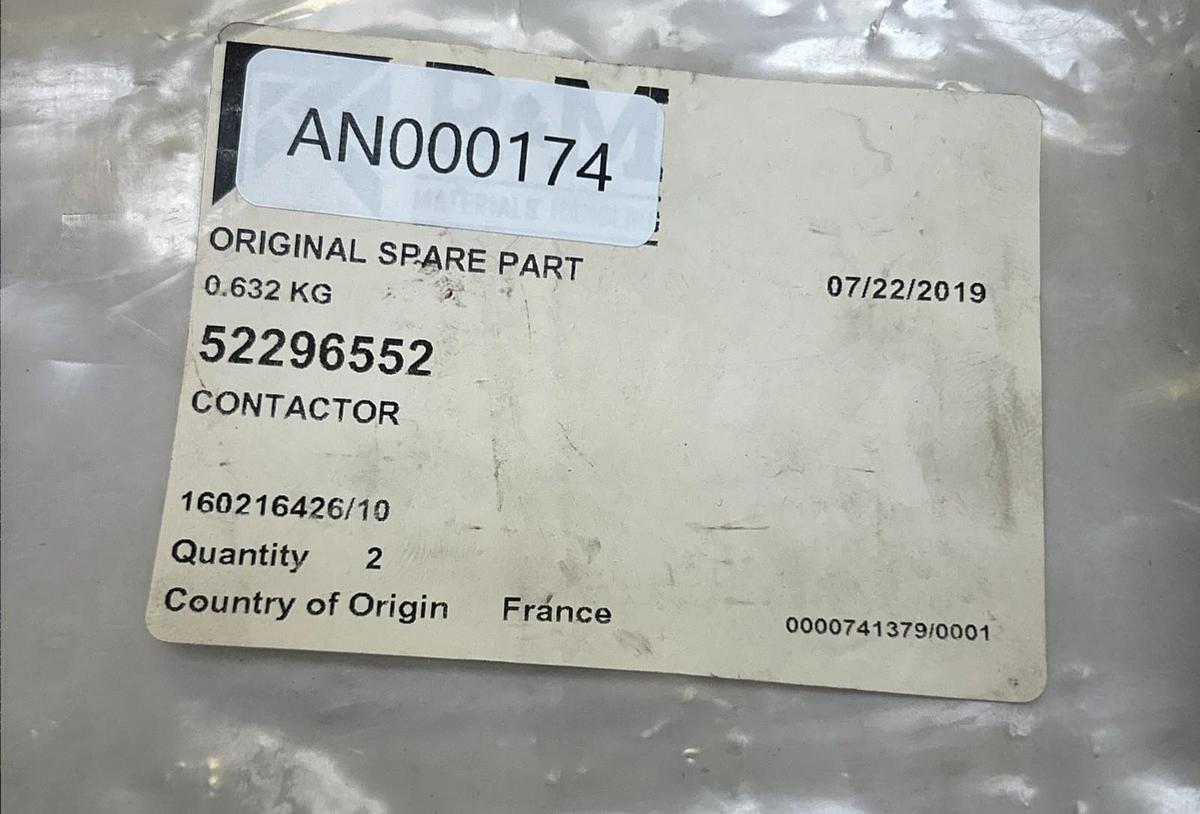 R&M
MATERIALS
AN000174
ORIGINAL SPARE PART
0.632 KG
07/22/2019
52296552
CONTACTOR
160216426/10
Quantity 2
Country of Origin France
0000741379/0001